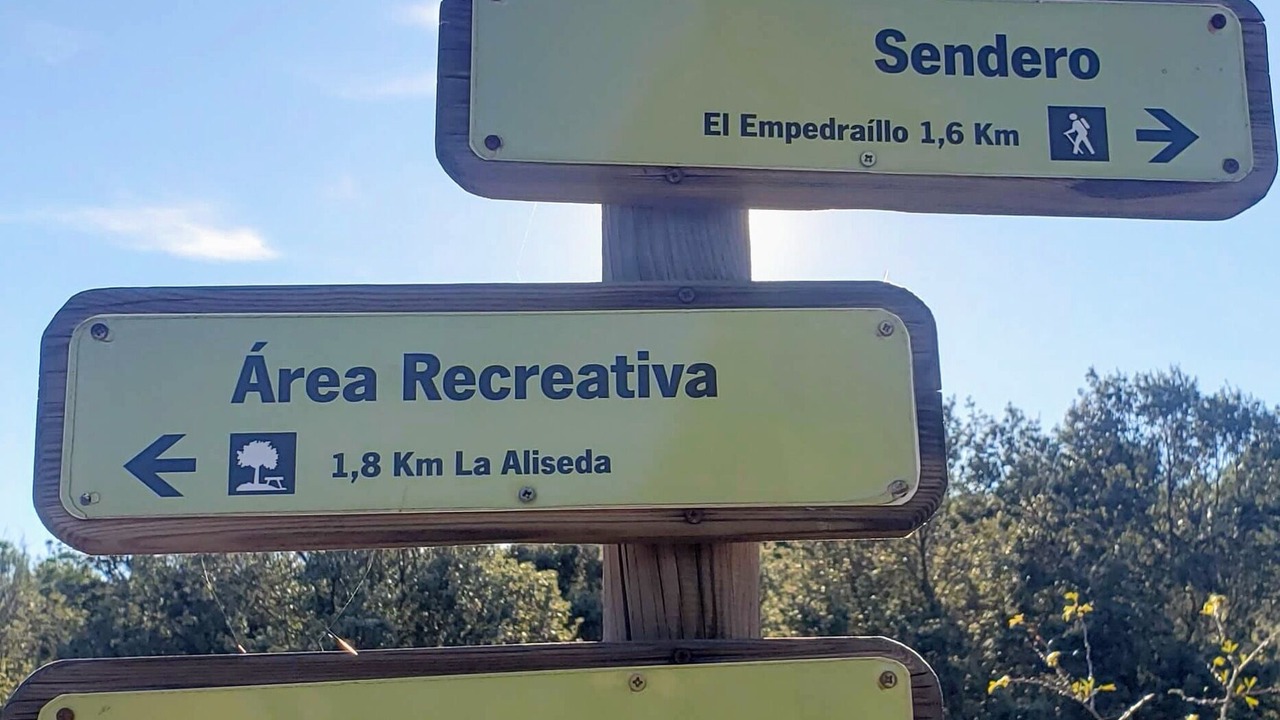 Sendero
El Empedraíllo 1,6 Km
Área Recreativa
1,8 Km La Aliseda